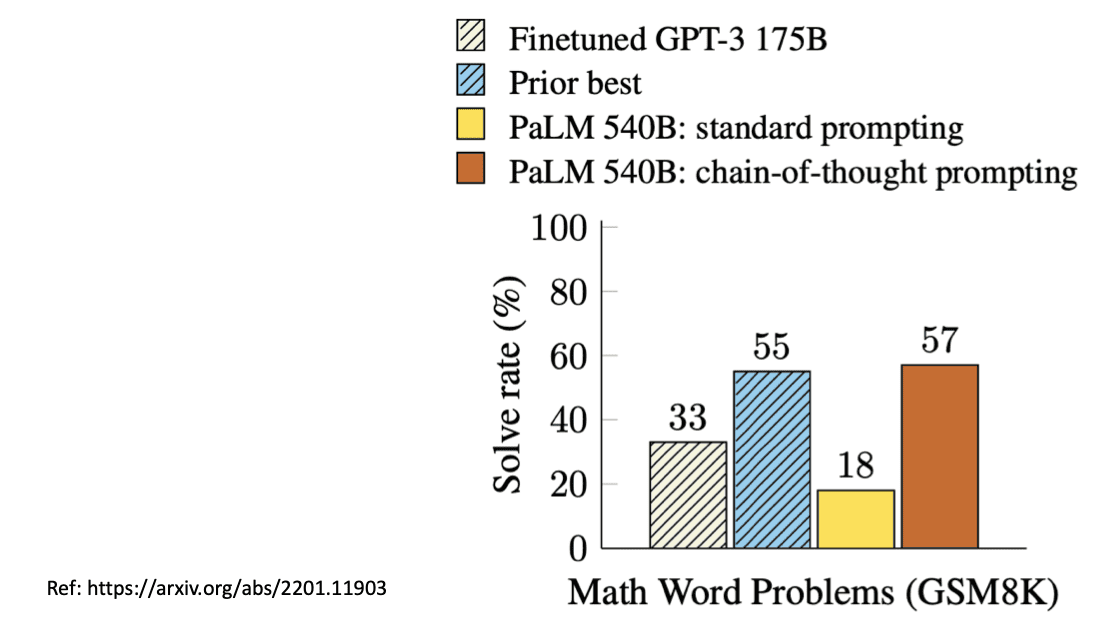 Finetuned GPT-3 175B
Prior best
PaLM 540B: standard prompting
PaLM 540B: chain-of-thought prompting
100
80
60
40
20
0
Solve rate (%)
33
55
18
57
Math Word Problems (GSM8K)
Ref: https://arxiv.org/abs/2201.11903